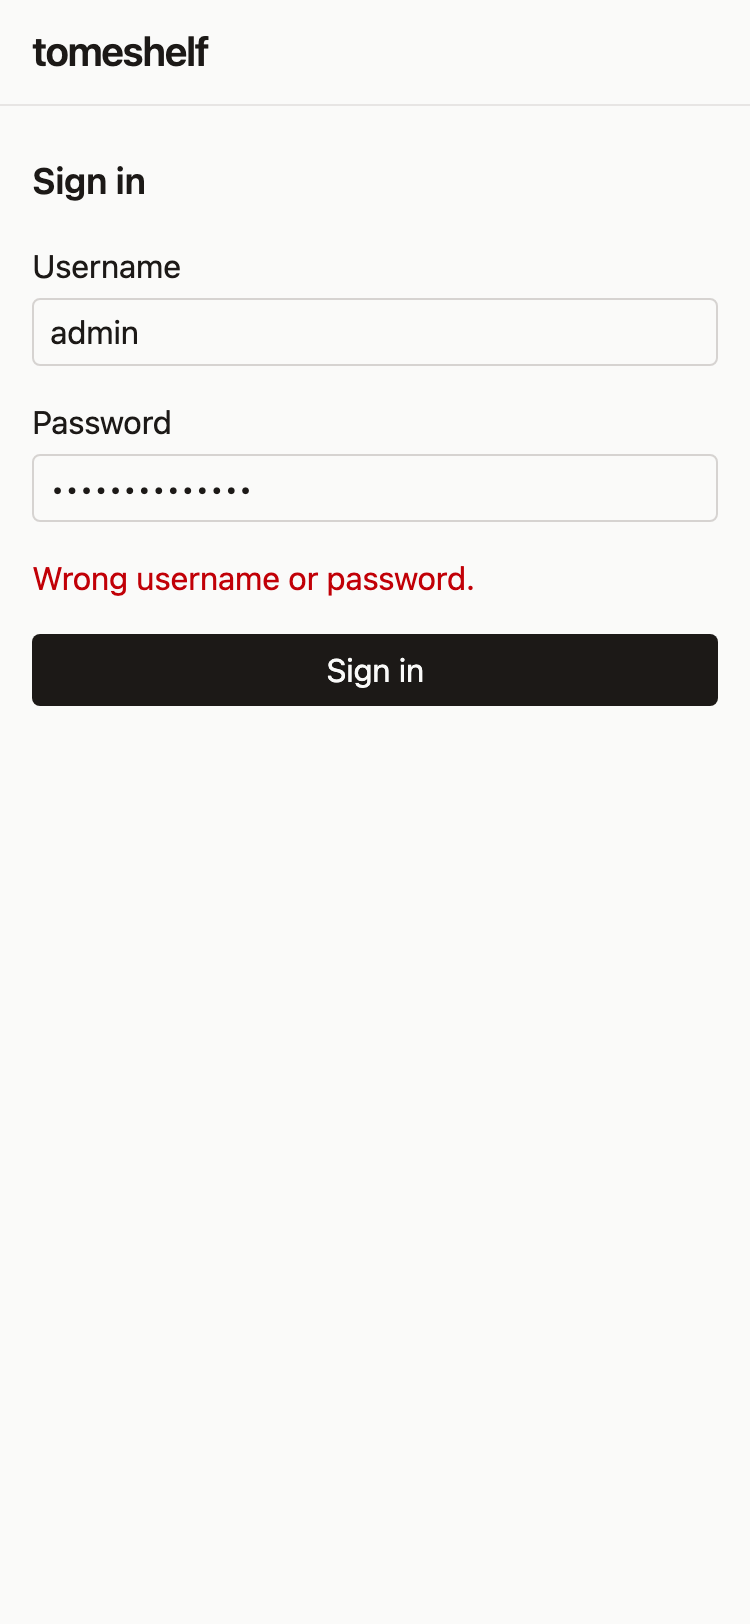 tomeshelf
Sign in
Username
admin
Password
••••••••••••••
Wrong username or password.
Sign in